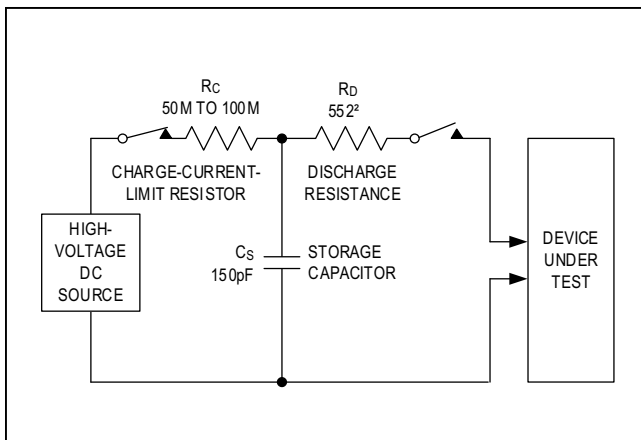 RC
50M TO 100M
RD
552²
CHARGE-CURRENT-
LIMIT RESISTOR
DISCHARGE
RESISTANCE
HIGH-
VOLTAGE
DC
SOURCE
CS
150pF
STORAGE
CAPACITOR
DEVICE
UNDER
TEST